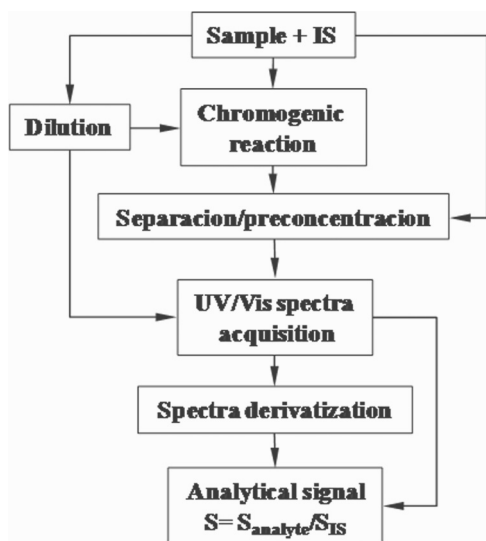 Sample + IS
Dilution
Chromogenic
reaction
Separacion/preconcentracion
UV/Vis spectra
acquisition
Spectra derivatization
Analytical signal
S= Sanalyte/SIS